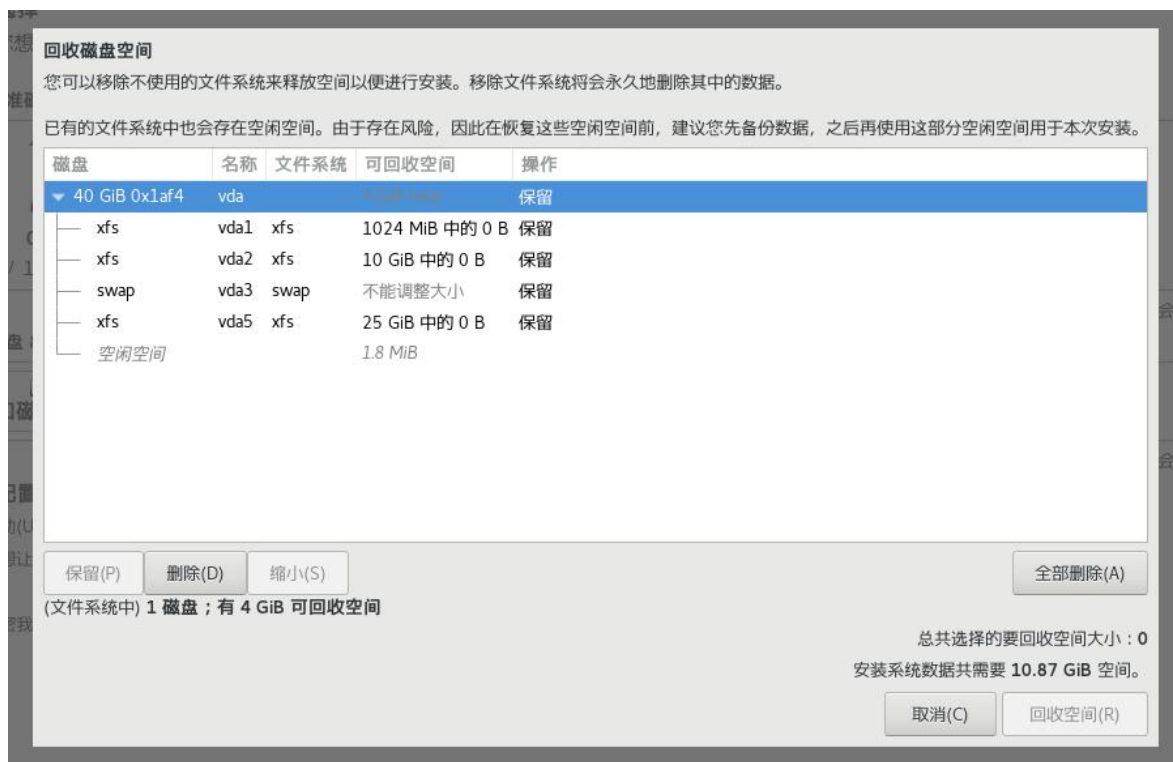 回收磁盘空间
您可以移除不使用的文件系统来释放空间以便进行安装。移除文件系统将会永久地删除其中的数据。
已有的文件系统中也会存在空闲空间。由于存在风险，因此在恢复这些空闲空间前，建议您先备份数据，之后再使用这部分空闲空间用于本次安装。
磁盘 名称 文件系统 可回收空间 操作
40 GiB 0x1af4 vda 保留
xfs vda1 xfs 1024 MiB 中的 0 B 保留
xfs vda2 xfs 10 GiB 中的 0 B 保留
swap vda3 swap 不能调整大小 保留
xfs vda5 xfs 25 GiB 中的 0 B 保留
空闲空间 1.8 MiB
保留(P) 删除(D) 缩小(S) 全部删除(A)
(文件系统中) 1 磁盘；有 4 GiB 可回收空间
总共选择的要回收空间大小：0
安装系统数据共需要 10.87 GiB 空间。
取消(C) 回收空间(R)